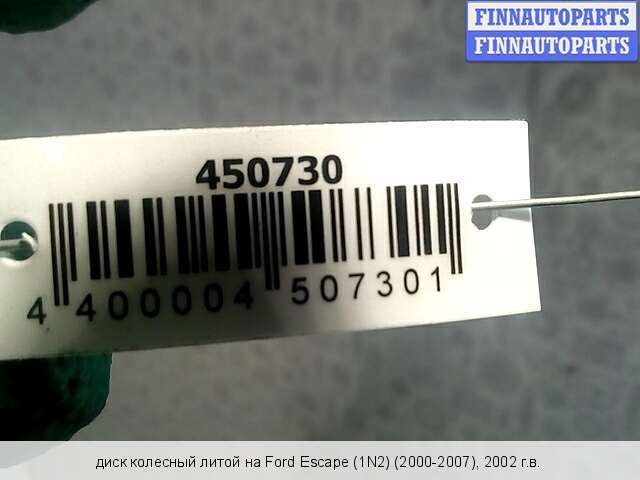 FINNAUTOPARTS
FINNAUTOPARTS
450730
4 400004 507301
диск колесный литой на Ford Escape (1N2) (2000-2007), 2002 г.в.